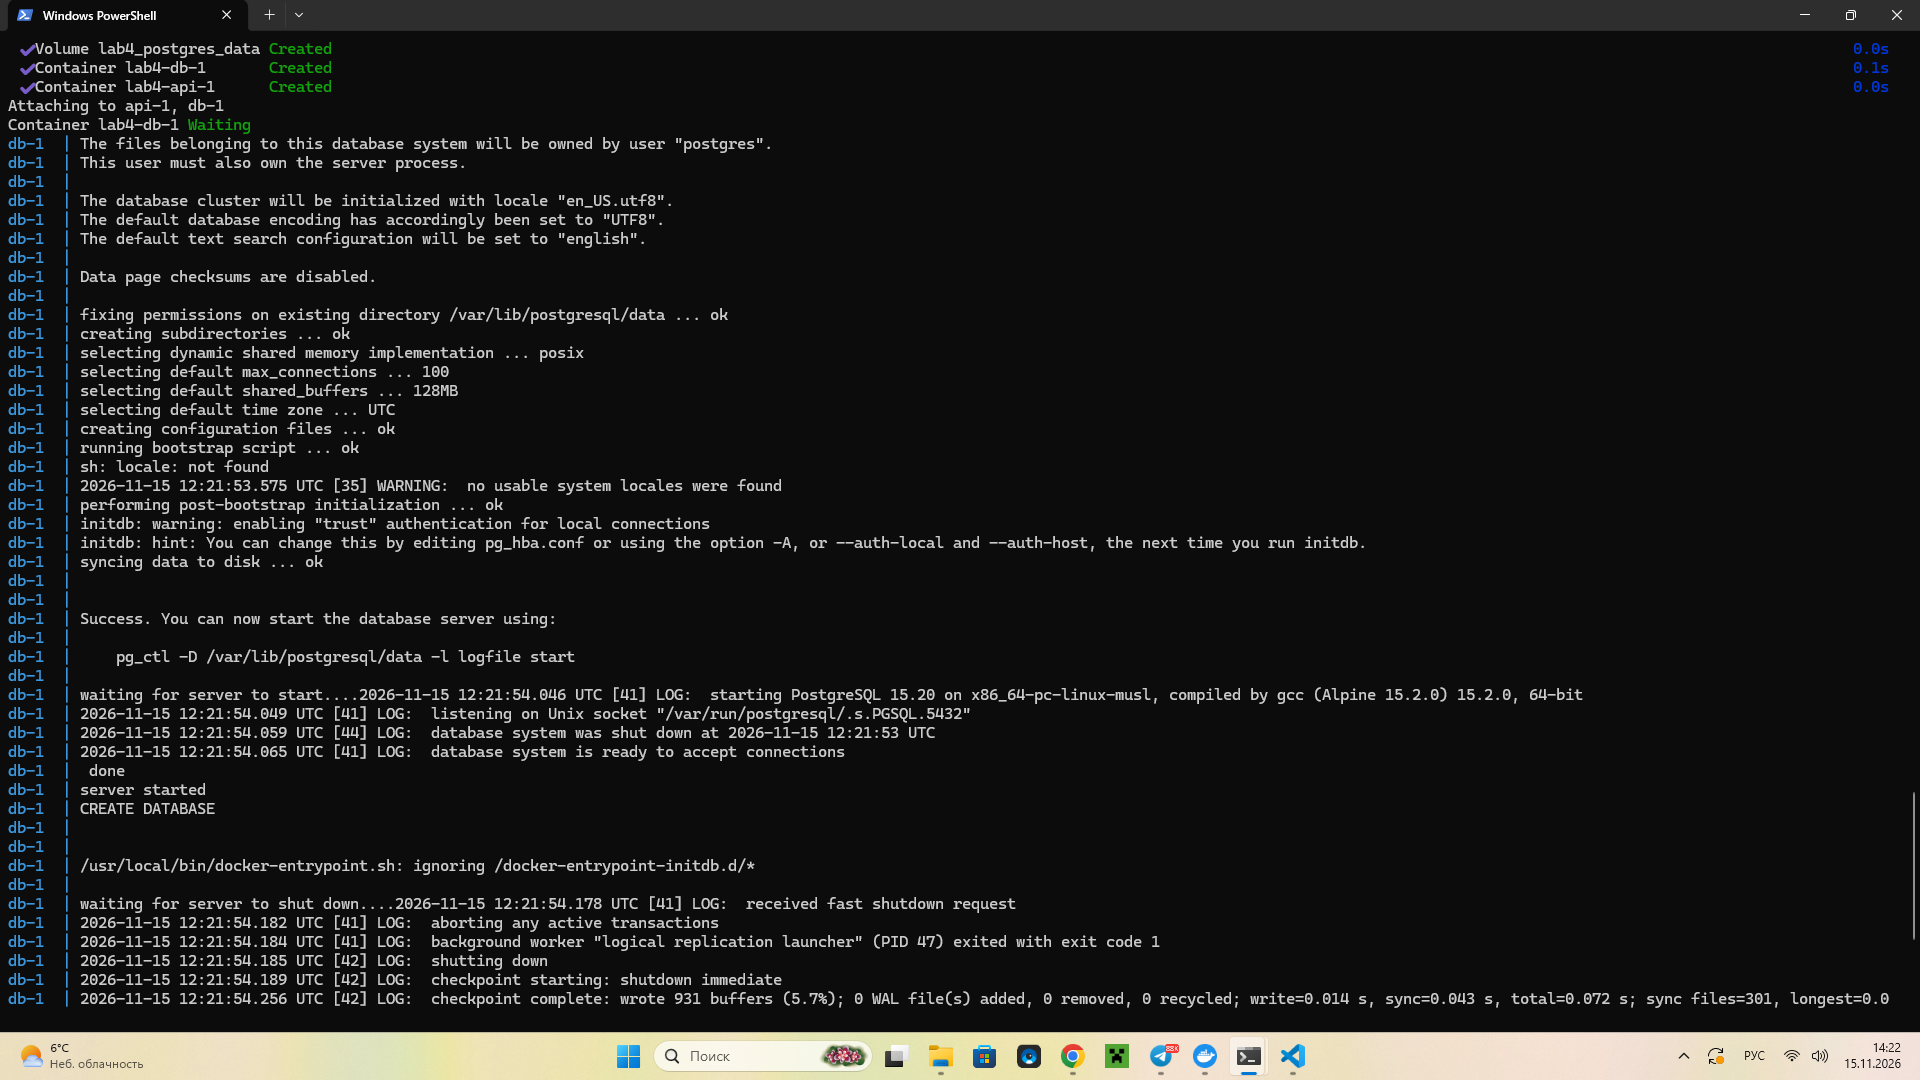 Windows PowerShell
Volume lab4_postgres_data Created 0.0s
Container lab4-db-1 Created 0.1s
Container lab4-api-1 Created 0.0s
Attaching to api-1, db-1
Container lab4-db-1 Waiting
db-1 | The files belonging to this database system will be owned by user "postgres".
db-1 | This user must also own the server process.
db-1 |
db-1 | The database cluster will be initialized with locale "en_US.utf8".
db-1 | The default database encoding has accordingly been set to "UTF8".
db-1 | The default text search configuration will be set to "english".
db-1 |
db-1 | Data page checksums are disabled.
db-1 |
db-1 | fixing permissions on existing directory /var/lib/postgresql/data ... ok
db-1 | creating subdirectories ... ok
db-1 | selecting dynamic shared memory implementation ... posix
db-1 | selecting default max_connections ... 100
db-1 | selecting default shared_buffers ... 128MB
db-1 | selecting default time zone ... UTC
db-1 | creating configuration files ... ok
db-1 | running bootstrap script ... ok
db-1 | sh: locale: not found
db-1 | 2026-11-15 12:21:53.575 UTC [35] WARNING:  no usable system locales were found
db-1 | performing post-bootstrap initialization ... ok
db-1 | initdb: warning: enabling "trust" authentication for local connections
db-1 | initdb: hint: You can change this by editing pg_hba.conf or using the option -A, or --auth-local and --auth-host, the next time you run initdb.
db-1 | syncing data to disk ... ok
db-1 |
db-1 |
db-1 | Success. You can now start the database server using:
db-1 |
db-1 |     pg_ctl -D /var/lib/postgresql/data -l logfile start
db-1 |
db-1 | waiting for server to start....2026-11-15 12:21:54.046 UTC [41] LOG:  starting PostgreSQL 15.20 on x86_64-pc-linux-musl, compiled by gcc (Alpine 15.2.0) 15.2.0, 64-bit
db-1 | 2026-11-15 12:21:54.049 UTC [41] LOG:  listening on Unix socket "/var/run/postgresql/.s.PGSQL.5432"
db-1 | 2026-11-15 12:21:54.059 UTC [44] LOG:  database system was shut down at 2026-11-15 12:21:53 UTC
db-1 | 2026-11-15 12:21:54.065 UTC [41] LOG:  database system is ready to accept connections
db-1 |  done
db-1 | server started
db-1 | CREATE DATABASE
db-1 |
db-1 |
db-1 | /usr/local/bin/docker-entrypoint.sh: ignoring /docker-entrypoint-initdb.d/*
db-1 |
db-1 | waiting for server to shut down....2026-11-15 12:21:54.178 UTC [41] LOG:  received fast shutdown request
db-1 | 2026-11-15 12:21:54.182 UTC [41] LOG:  aborting any active transactions
db-1 | 2026-11-15 12:21:54.184 UTC [41] LOG:  background worker "logical replication launcher" (PID 47) exited with exit code 1
db-1 | 2026-11-15 12:21:54.185 UTC [42] LOG:  shutting down
db-1 | 2026-11-15 12:21:54.189 UTC [42] LOG:  checkpoint starting: shutdown immediate
db-1 | 2026-11-15 12:21:54.256 UTC [42] LOG:  checkpoint complete: wrote 931 buffers (5.7%); 0 WAL file(s) added, 0 removed, 0 recycled; write=0.014 s, sync=0.043 s, total=0.072 s; sync files=301, longest=0.0
6°C
Неб. облачность
Поиск
РУС
14:22
15.11.2026